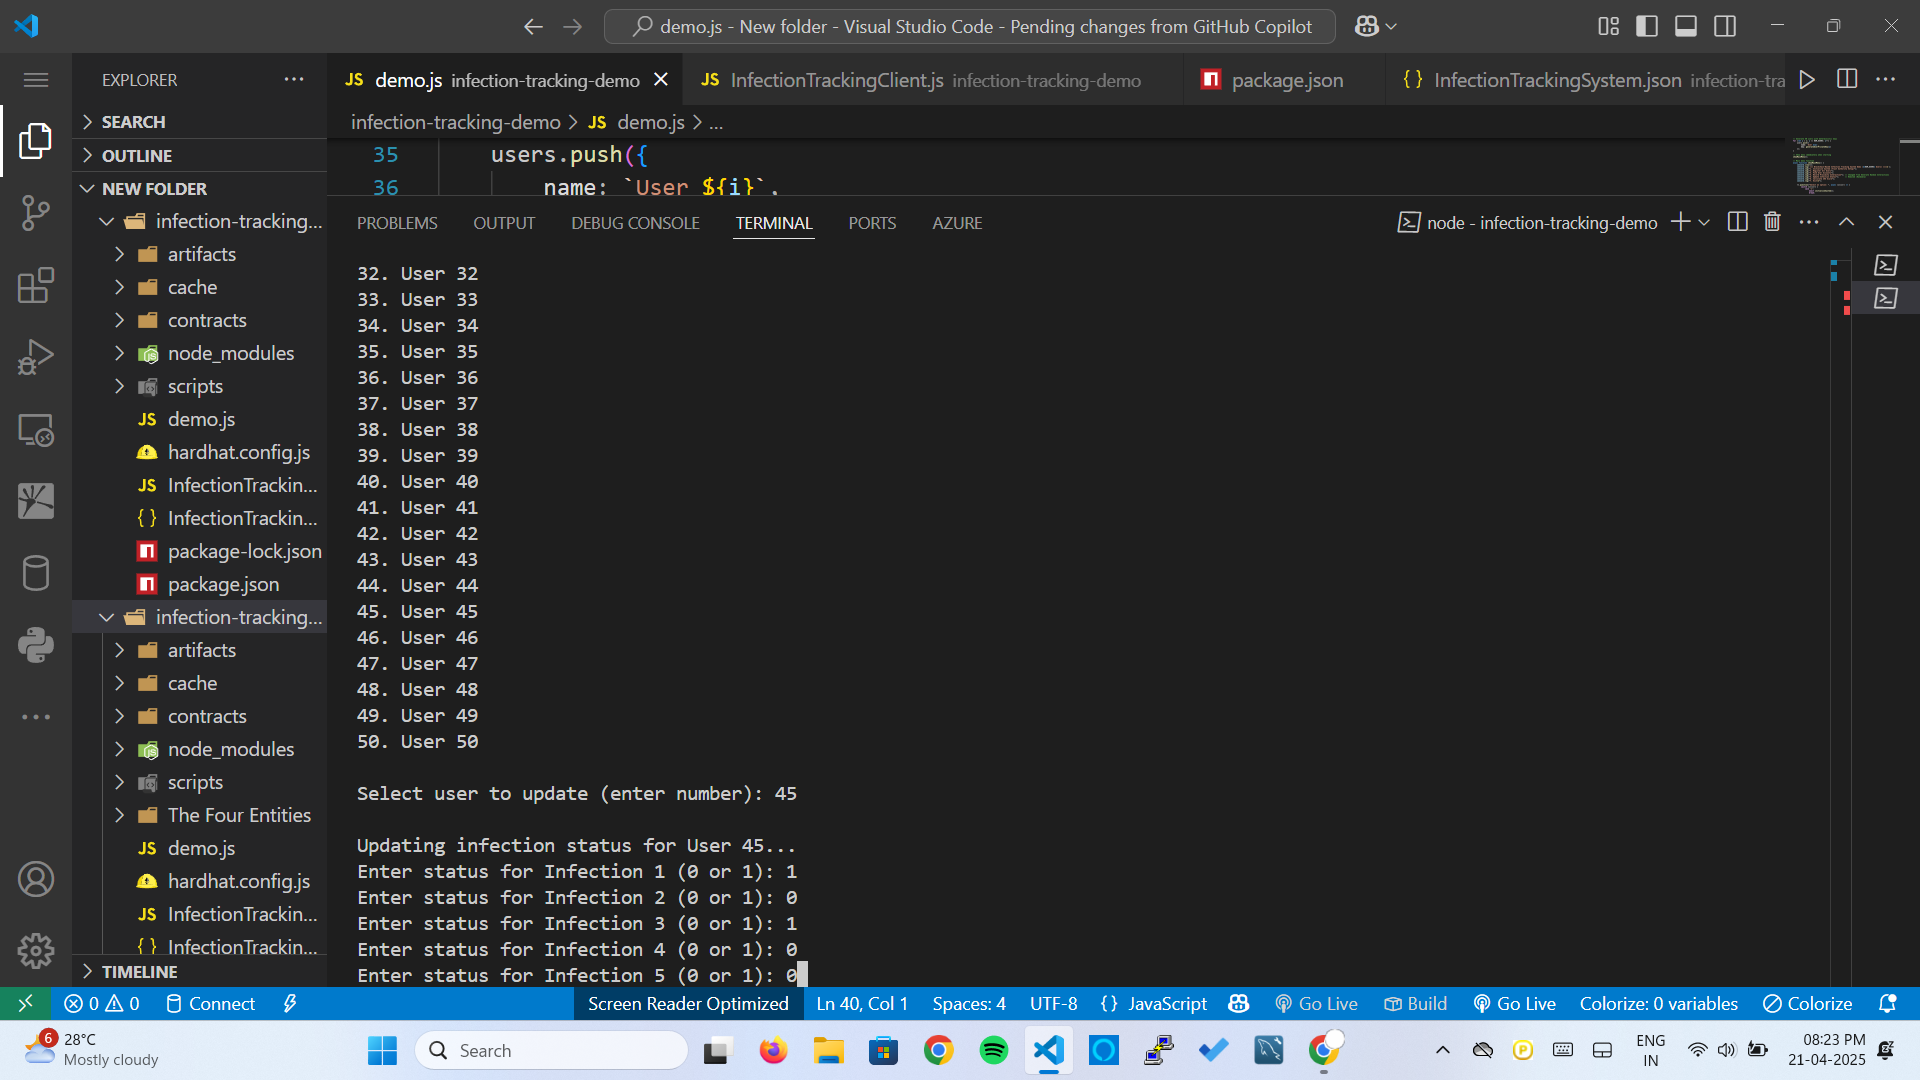 demo.js - New folder - Visual Studio Code - Pending changes from GitHub Copilot
EXPLORER
SEARCH
OUTLINE
NEW FOLDER
infection-tracking...
artifacts
cache
contracts
node_modules
scripts
JS demo.js
hardhat.config.js
JS InfectionTrackin...
{} InfectionTrackin...
package-lock.json
package.json
infection-tracking...
artifacts
cache
contracts
node_modules
scripts
The Four Entities
JS demo.js
hardhat.config.js
JS InfectionTrackin...
{} InfectionTrackin...
TIMELINE
JS demo.js infection-tracking-demo
JS InfectionTrackingClient.js infection-tracking-demo
package.json
{} InfectionTrackingSystem.json infection-tra
infection-tracking-demo > JS demo.js > ...
35 users.push({
36 name: `User ${i}`,
PROBLEMS OUTPUT DEBUG CONSOLE TERMINAL PORTS AZURE
node - infection-tracking-demo
32. User 32
33. User 33
34. User 34
35. User 35
36. User 36
37. User 37
38. User 38
39. User 39
40. User 40
41. User 41
42. User 42
43. User 43
44. User 44
45. User 45
46. User 46
47. User 47
48. User 48
49. User 49
50. User 50
Select user to update (enter number): 45
Updating infection status for User 45...
Enter status for Infection 1 (0 or 1): 1
Enter status for Infection 2 (0 or 1): 0
Enter status for Infection 3 (0 or 1): 1
Enter status for Infection 4 (0 or 1): 0
Enter status for Infection 5 (0 or 1): 0
0 0 Connect Screen Reader Optimized Ln 40, Col 1 Spaces: 4 UTF-8 {} JavaScript Go Live Build Go Live Colorize: 0 variables Colorize
6 28°C
Mostly cloudy
Search
P
ENG
IN
08:23 PM
21-04-2025